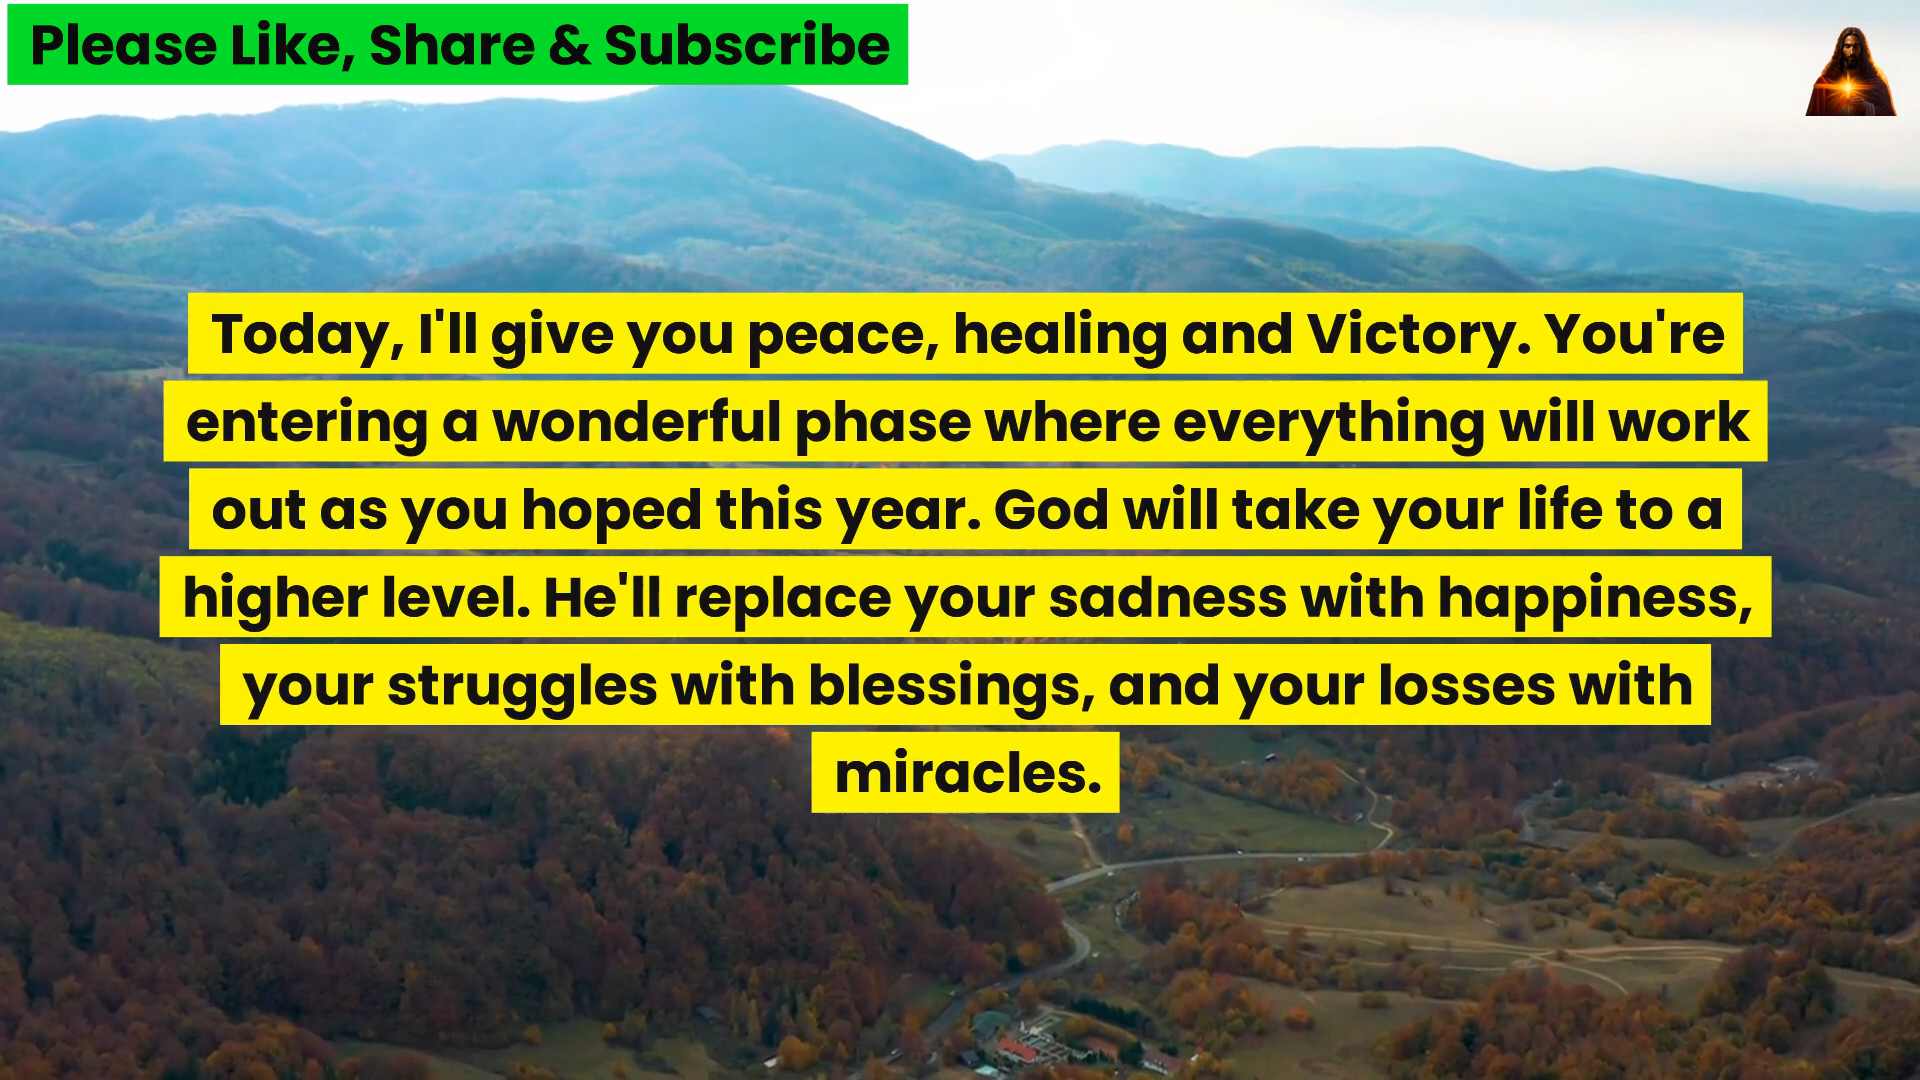 Please Like, Share & Subscribe
Today, I'll give you peace, healing and Victory. You're
entering a wonderful phase where everything will work
out as you hoped this year. God will take your life to a
higher level. He'll replace your sadness with happiness,
your struggles with blessings, and your losses with
miracles.